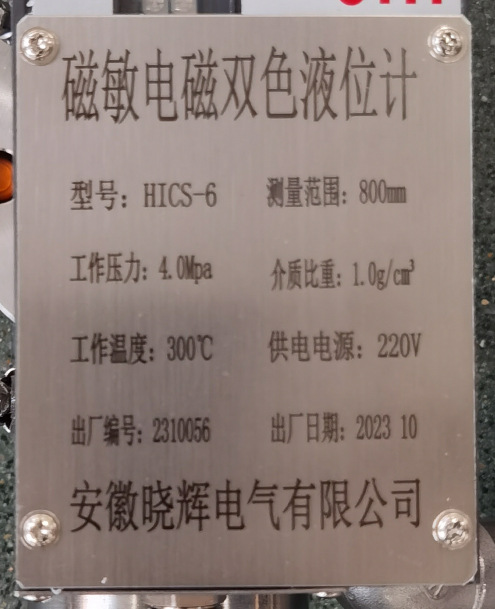 磁敏电磁双色液位计
型号：HICS-6 测量范围：800mm
工作压力：4.0Mpa 介质比重：1.0g/cm³
工作温度：300℃ 供电电源：220V
出厂编号：2310056 出厂日期：2023 10
安徽晓辉电气有限公司